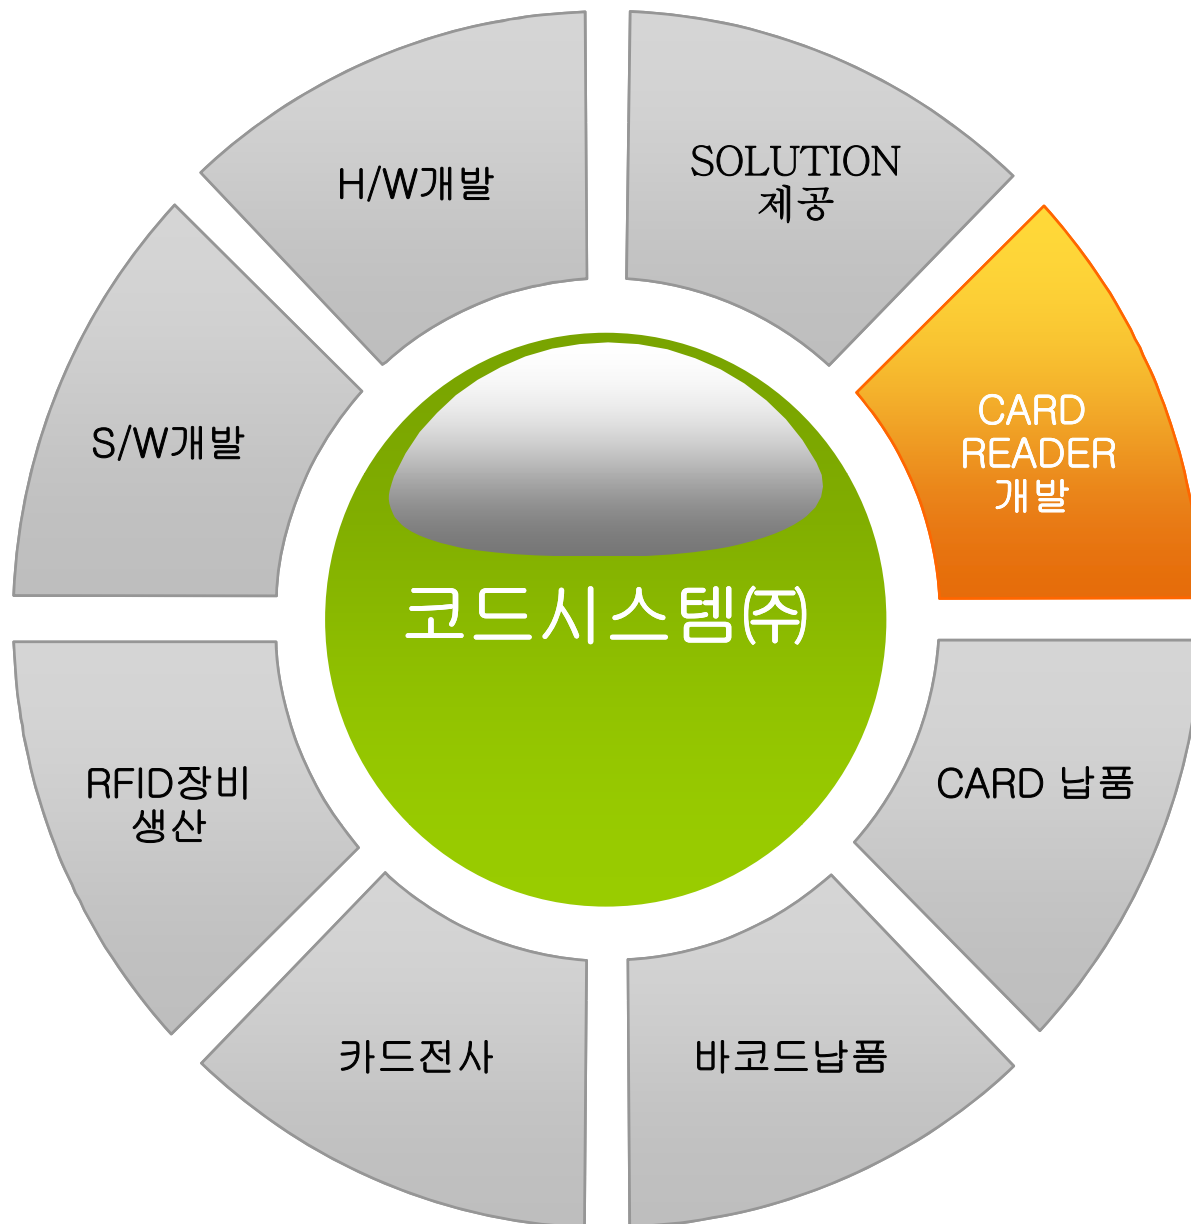 H/W개발
SOLUTION
제공
S/W개발
CARD
READER
개발
코드시스템㈜
RFID장비
생산
CARD 납품
카드전사
바코드납품